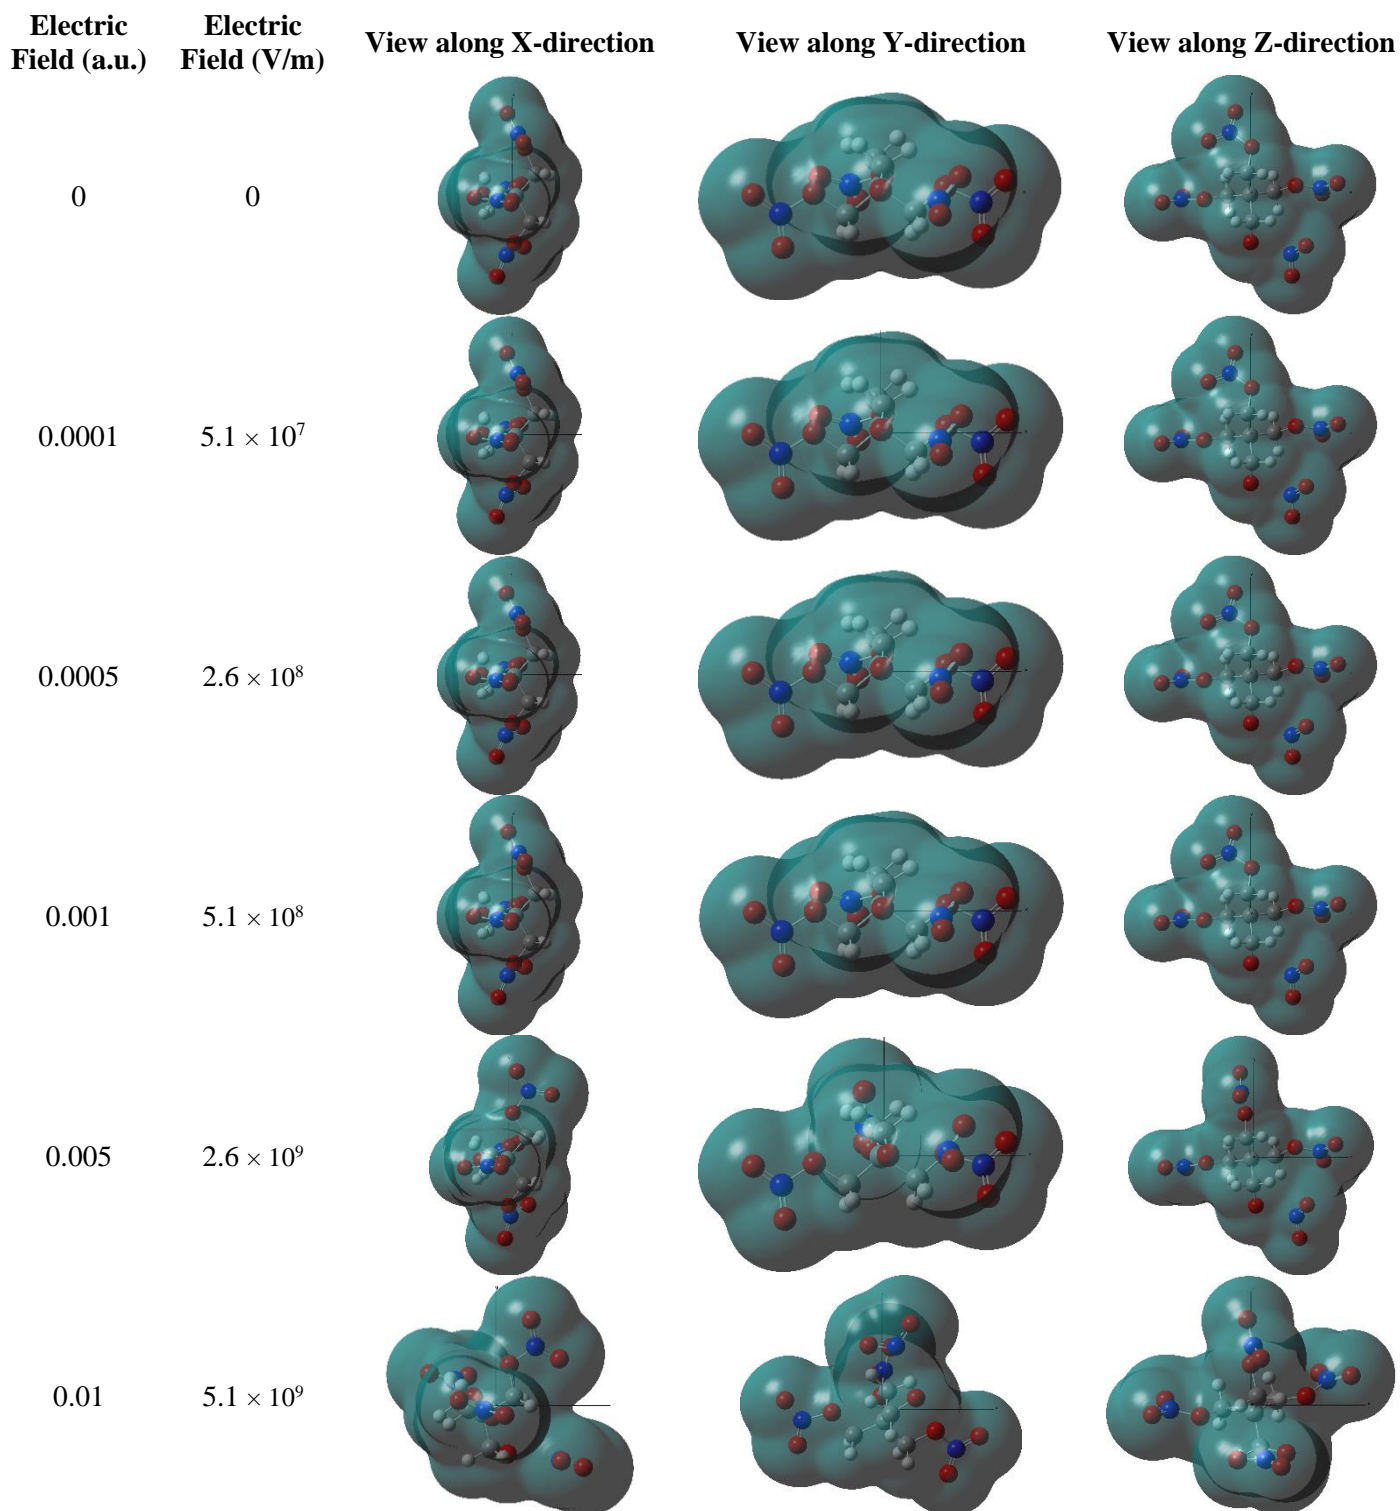 Electric Field (a.u.) Electric Field (V/m) View along X-direction View along Y-direction View along Z-direction
0 0
0.0001 5.1 × 10⁷
0.0005 2.6 × 10⁸
0.001 5.1 × 10⁸
0.005 2.6 × 10⁹
0.01 5.1 × 10⁹